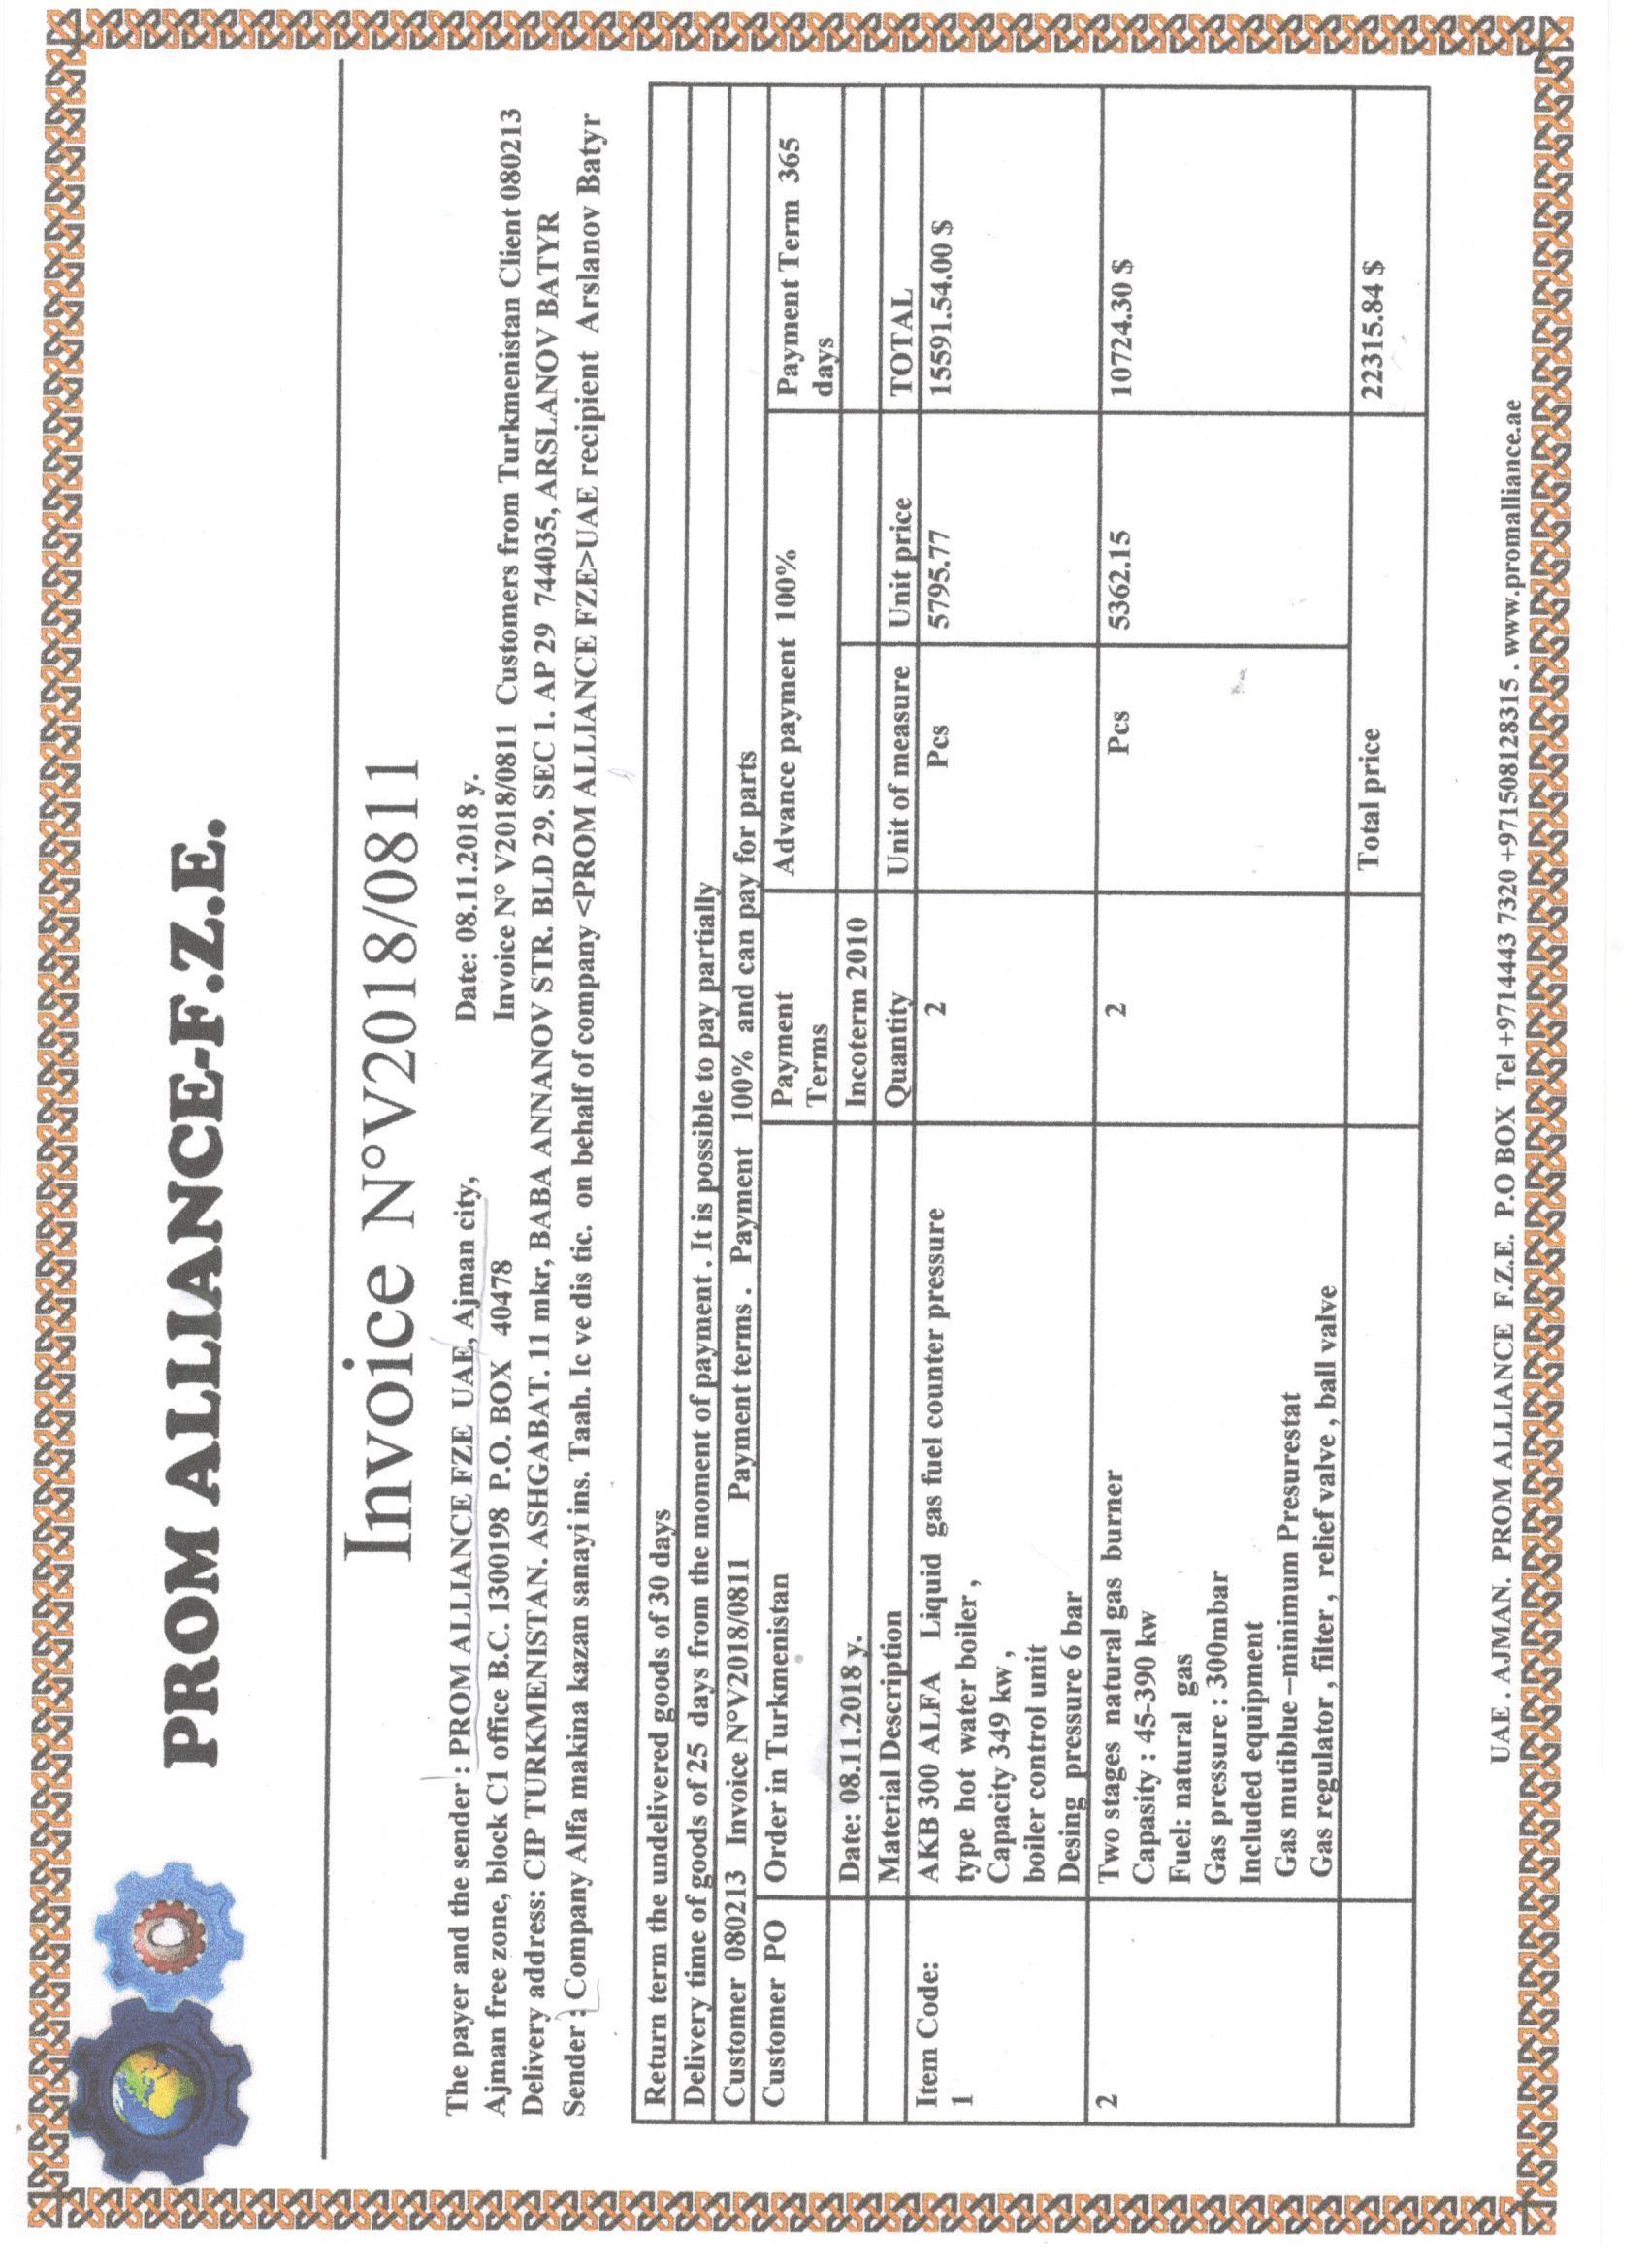 C
PROM ALLIANCE-F.Z.E.
Invoice N°V2018/0811
The payer and the sender : PROM ALLIANCE FZE UAE, Ajman city,
Ajman free zone, block C1 office B.C. 1300198 P.O. BOX 40478
Date: 08.11.2018 y.
Invoice N° V2018/0811 Customers from Turkmenistan Client 080213
Delivery address: CIP TURKMENISTAN. ASHGABAT. 11 mkr, BABA ANNANOV STR. BLD 29. SEC 1. AP 29 744035, ARSLANOV BATYR
Sender : Company Alfa makina kazan sanayi ins. Taah. Ic ve dis tic. on behalf of company <PROM ALLIANCE FZE>UAE recipient Arslanov Batyr
Return term the undelivered goods of 30 days
Delivery time of goods of 25 days from the moment of payment . It is possible to pay partially
Customer 080213 Invoice N°V2018/0811 Payment terms . Payment 100% and can pay for parts
Customer PO Order in Turkmenistan Payment Terms Advance payment 100% Payment Term 365 days
Date: 08.11.2018 y. Incoterm 2010
Material Description Quantity Unit of measure Unit price TOTAL
Item Code: AKB 300 ALFA Liquid gas fuel counter pressure 2 Pcs 5795.77 15591.54.00 $
1 type hot water boiler ,
Capacity 349 kw ,
boiler control unit
Desing pressure 6 bar
2 Two stages natural gas burner 2 Pcs 5362.15 10724.30 $
Capasity : 45-390 kw
Fuel: natural gas
Gas pressure : 300mbar
Included equipment
Gas mutiblue –minimum Presurestat
Gas regulator , filter , relief valve , ball valve
Total price 22315.84 $
UAE . AJMAN. PROM ALLIANCE F.Z.E. P.O BOX Tel +9714443 7320 +971508128315 . www.promalliance.ae